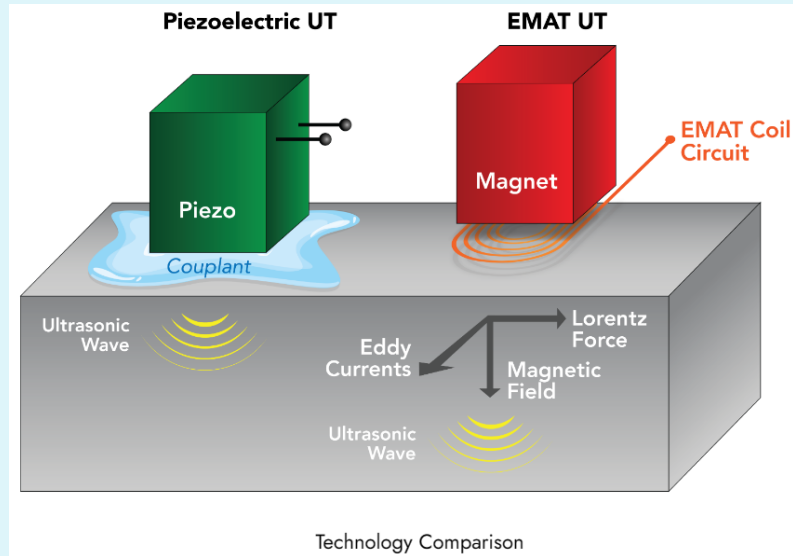 Piezoelectric UT
EMAT UT
EMAT Coil
Circuit
Magnet
Piezo
Couplant
Ultrasonic
Wave
Lorentz
Force
Eddy
Currents
Magnetic
Field
Ultrasonic
Wave
Technology Comparison